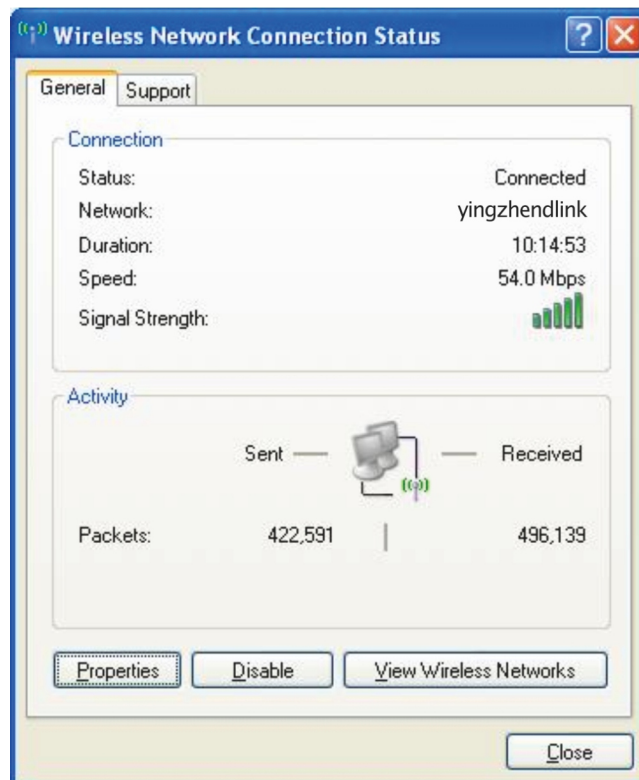 Wireless Network Connection Status
General Support
Connection
Status: Connected
Network: yingzhendlink
Duration: 10:14:53
Speed: 54.0 Mbps
Signal Strength:
Activity
Sent Received
Packets: 422,591 496,139
Properties Disable View Wireless Networks
Close